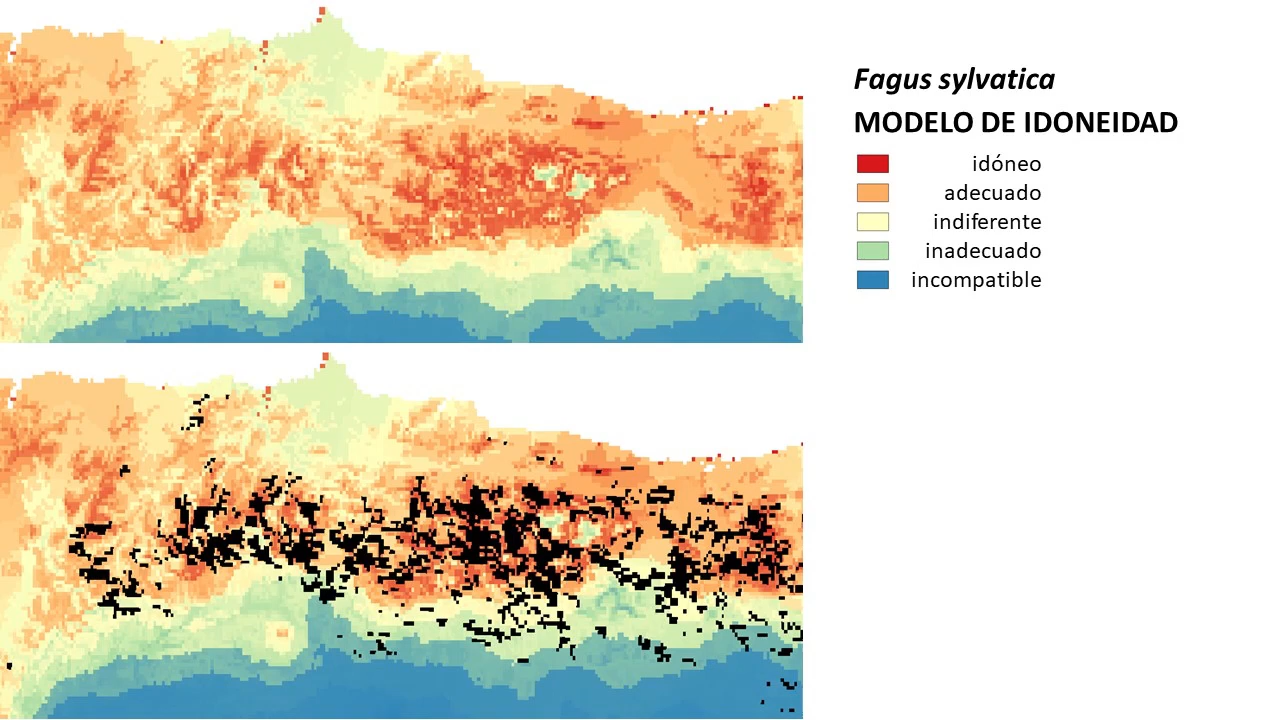 Fagus sylvatica
MODELO DE IDONEIDAD
idóneo
adecuado
indiferente
inadecuado
incompatible